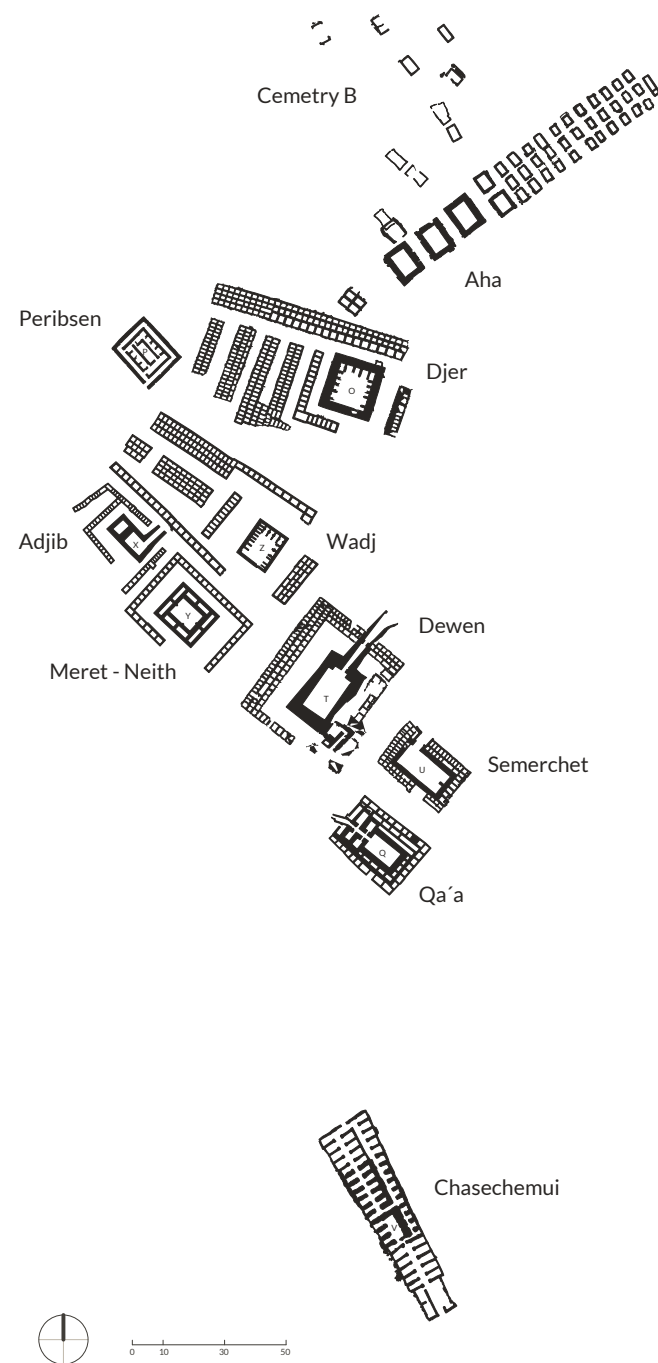 Cemetry B
Aha
Peribsen
P
Djer
O
Adjib
X
Z
Wadj
Y
Dewen
Meret - Neith
T
Semerchet
U
Q
Qa´a
Chasechemui
V
0 10 30 50